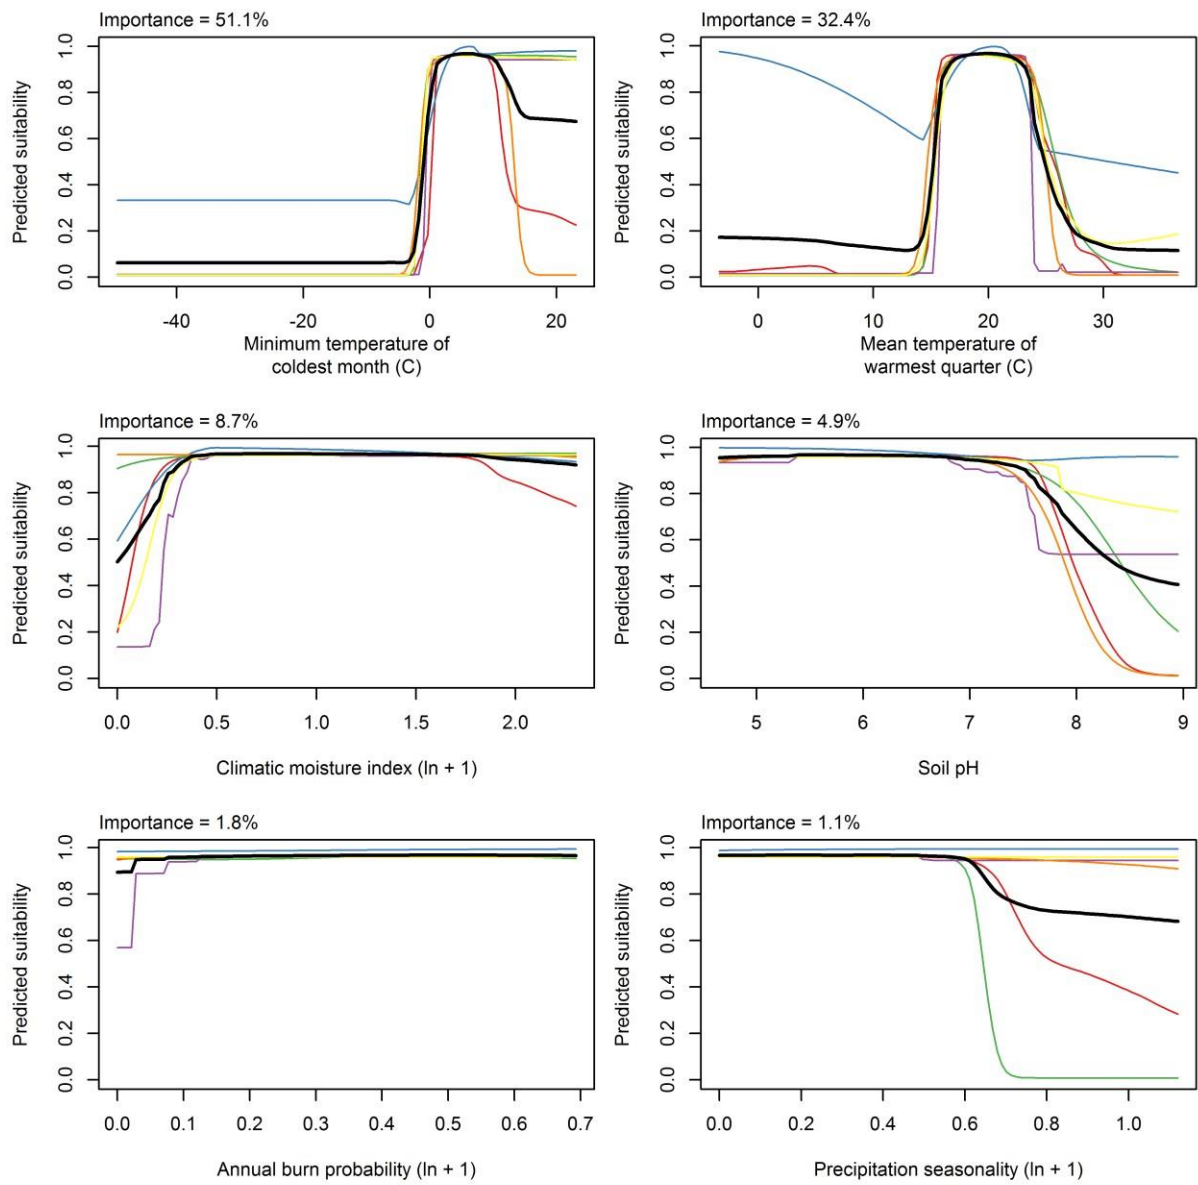 Importance = 51.1%
Predicted suitability
1.0
0.8
0.6
0.4
0.2
0.0
-40 -20 0 20
Minimum temperature of
coldest month (C)
Importance = 32.4%
Predicted suitability
1.0
0.8
0.6
0.4
0.2
0.0
0 10 20 30
Mean temperature of
warmest quarter (C)
Importance = 8.7%
Predicted suitability
1.0
0.8
0.6
0.4
0.2
0.0
0.0 0.5 1.0 1.5 2.0
Climatic moisture index (ln + 1)
Importance = 4.9%
Predicted suitability
1.0
0.8
0.6
0.4
0.2
0.0
5 6 7 8 9
Soil pH
Importance = 1.8%
Predicted suitability
1.0
0.8
0.6
0.4
0.2
0.0
0.0 0.1 0.2 0.3 0.4 0.5 0.6 0.7
Annual burn probability (ln + 1)
Importance = 1.1%
Predicted suitability
1.0
0.8
0.6
0.4
0.2
0.0
0.0 0.2 0.4 0.6 0.8 1.0
Precipitation seasonality (ln + 1)